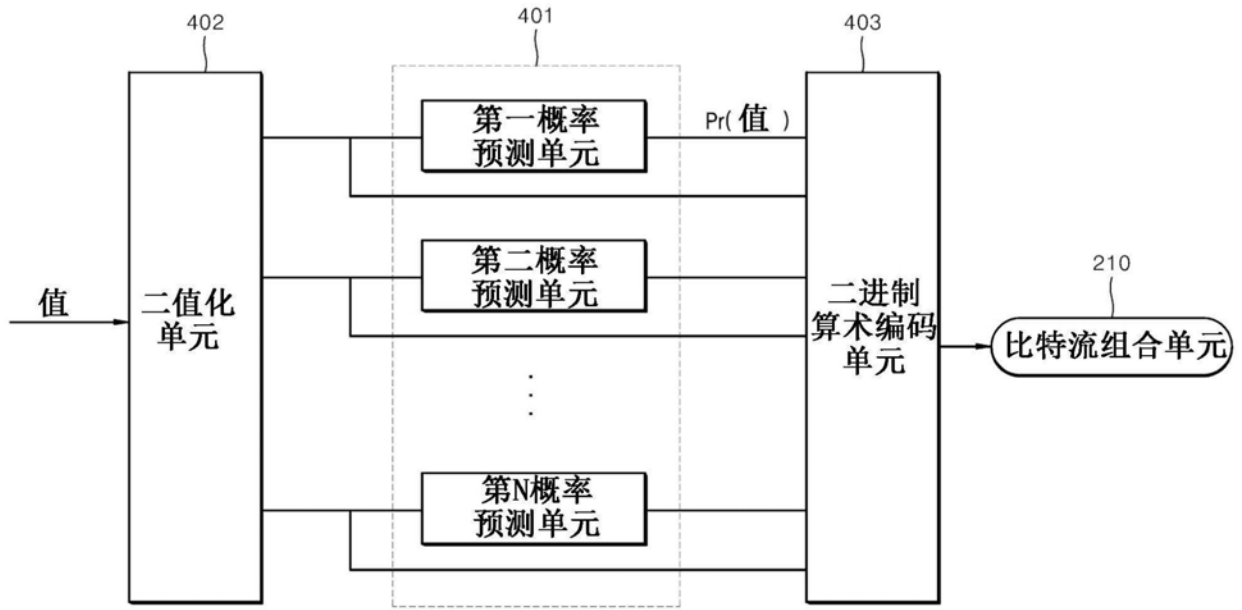 402
401
403
第一概率
预测单元
Pr( 值 )
第二概率
预测单元
210
值
二值化
单元
二进制
算术编码
单元
比特流组合单元
第N概率
预测单元